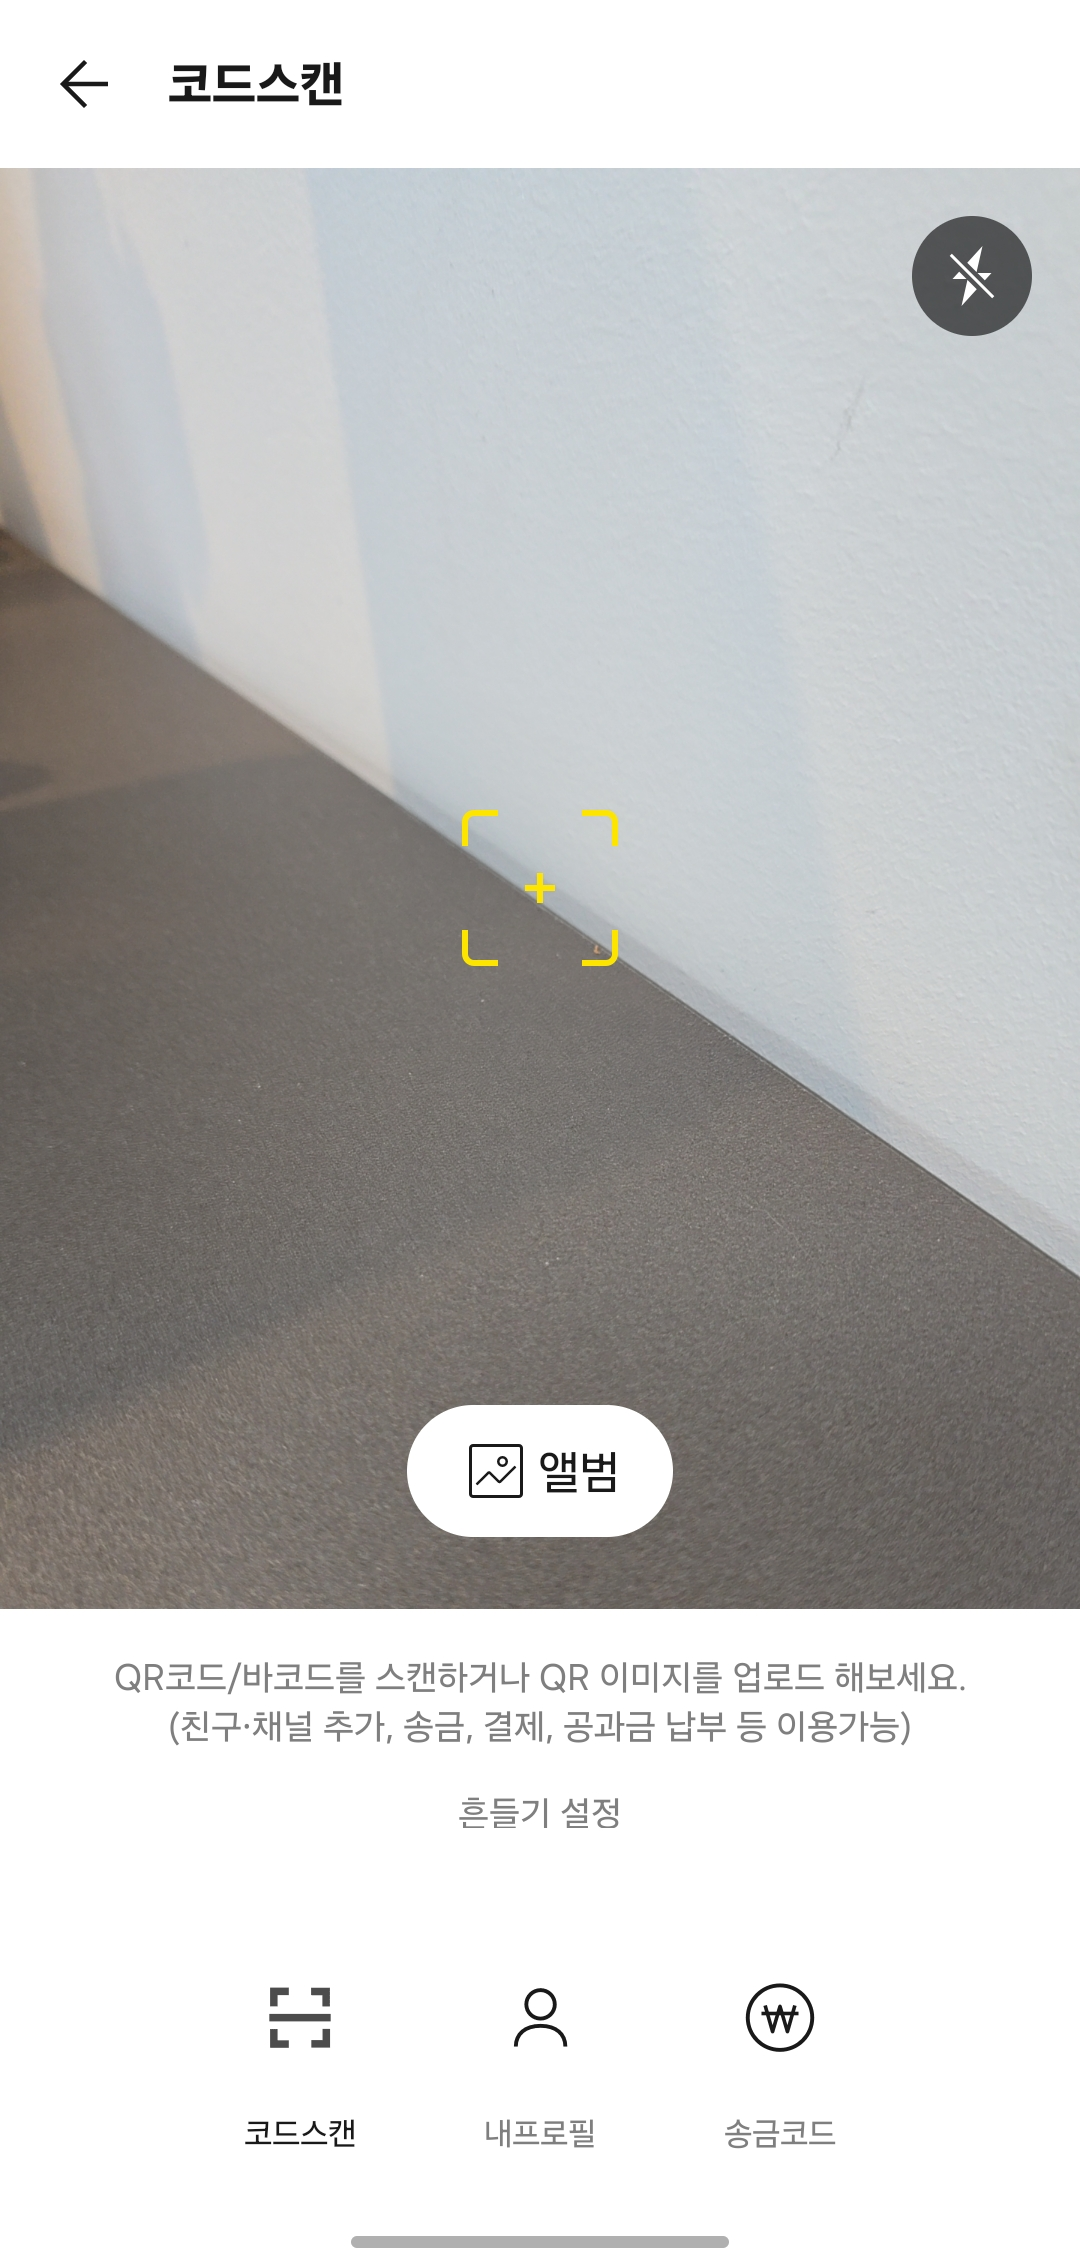 코드스캔
앨범
QR코드/바코드를 스캔하거나 QR 이미지를 업로드 해보세요.
(친구·채널 추가, 송금, 결제, 공과금 납부 등 이용가능)
흔들기 설정
코드스캔 내프로필 송금코드